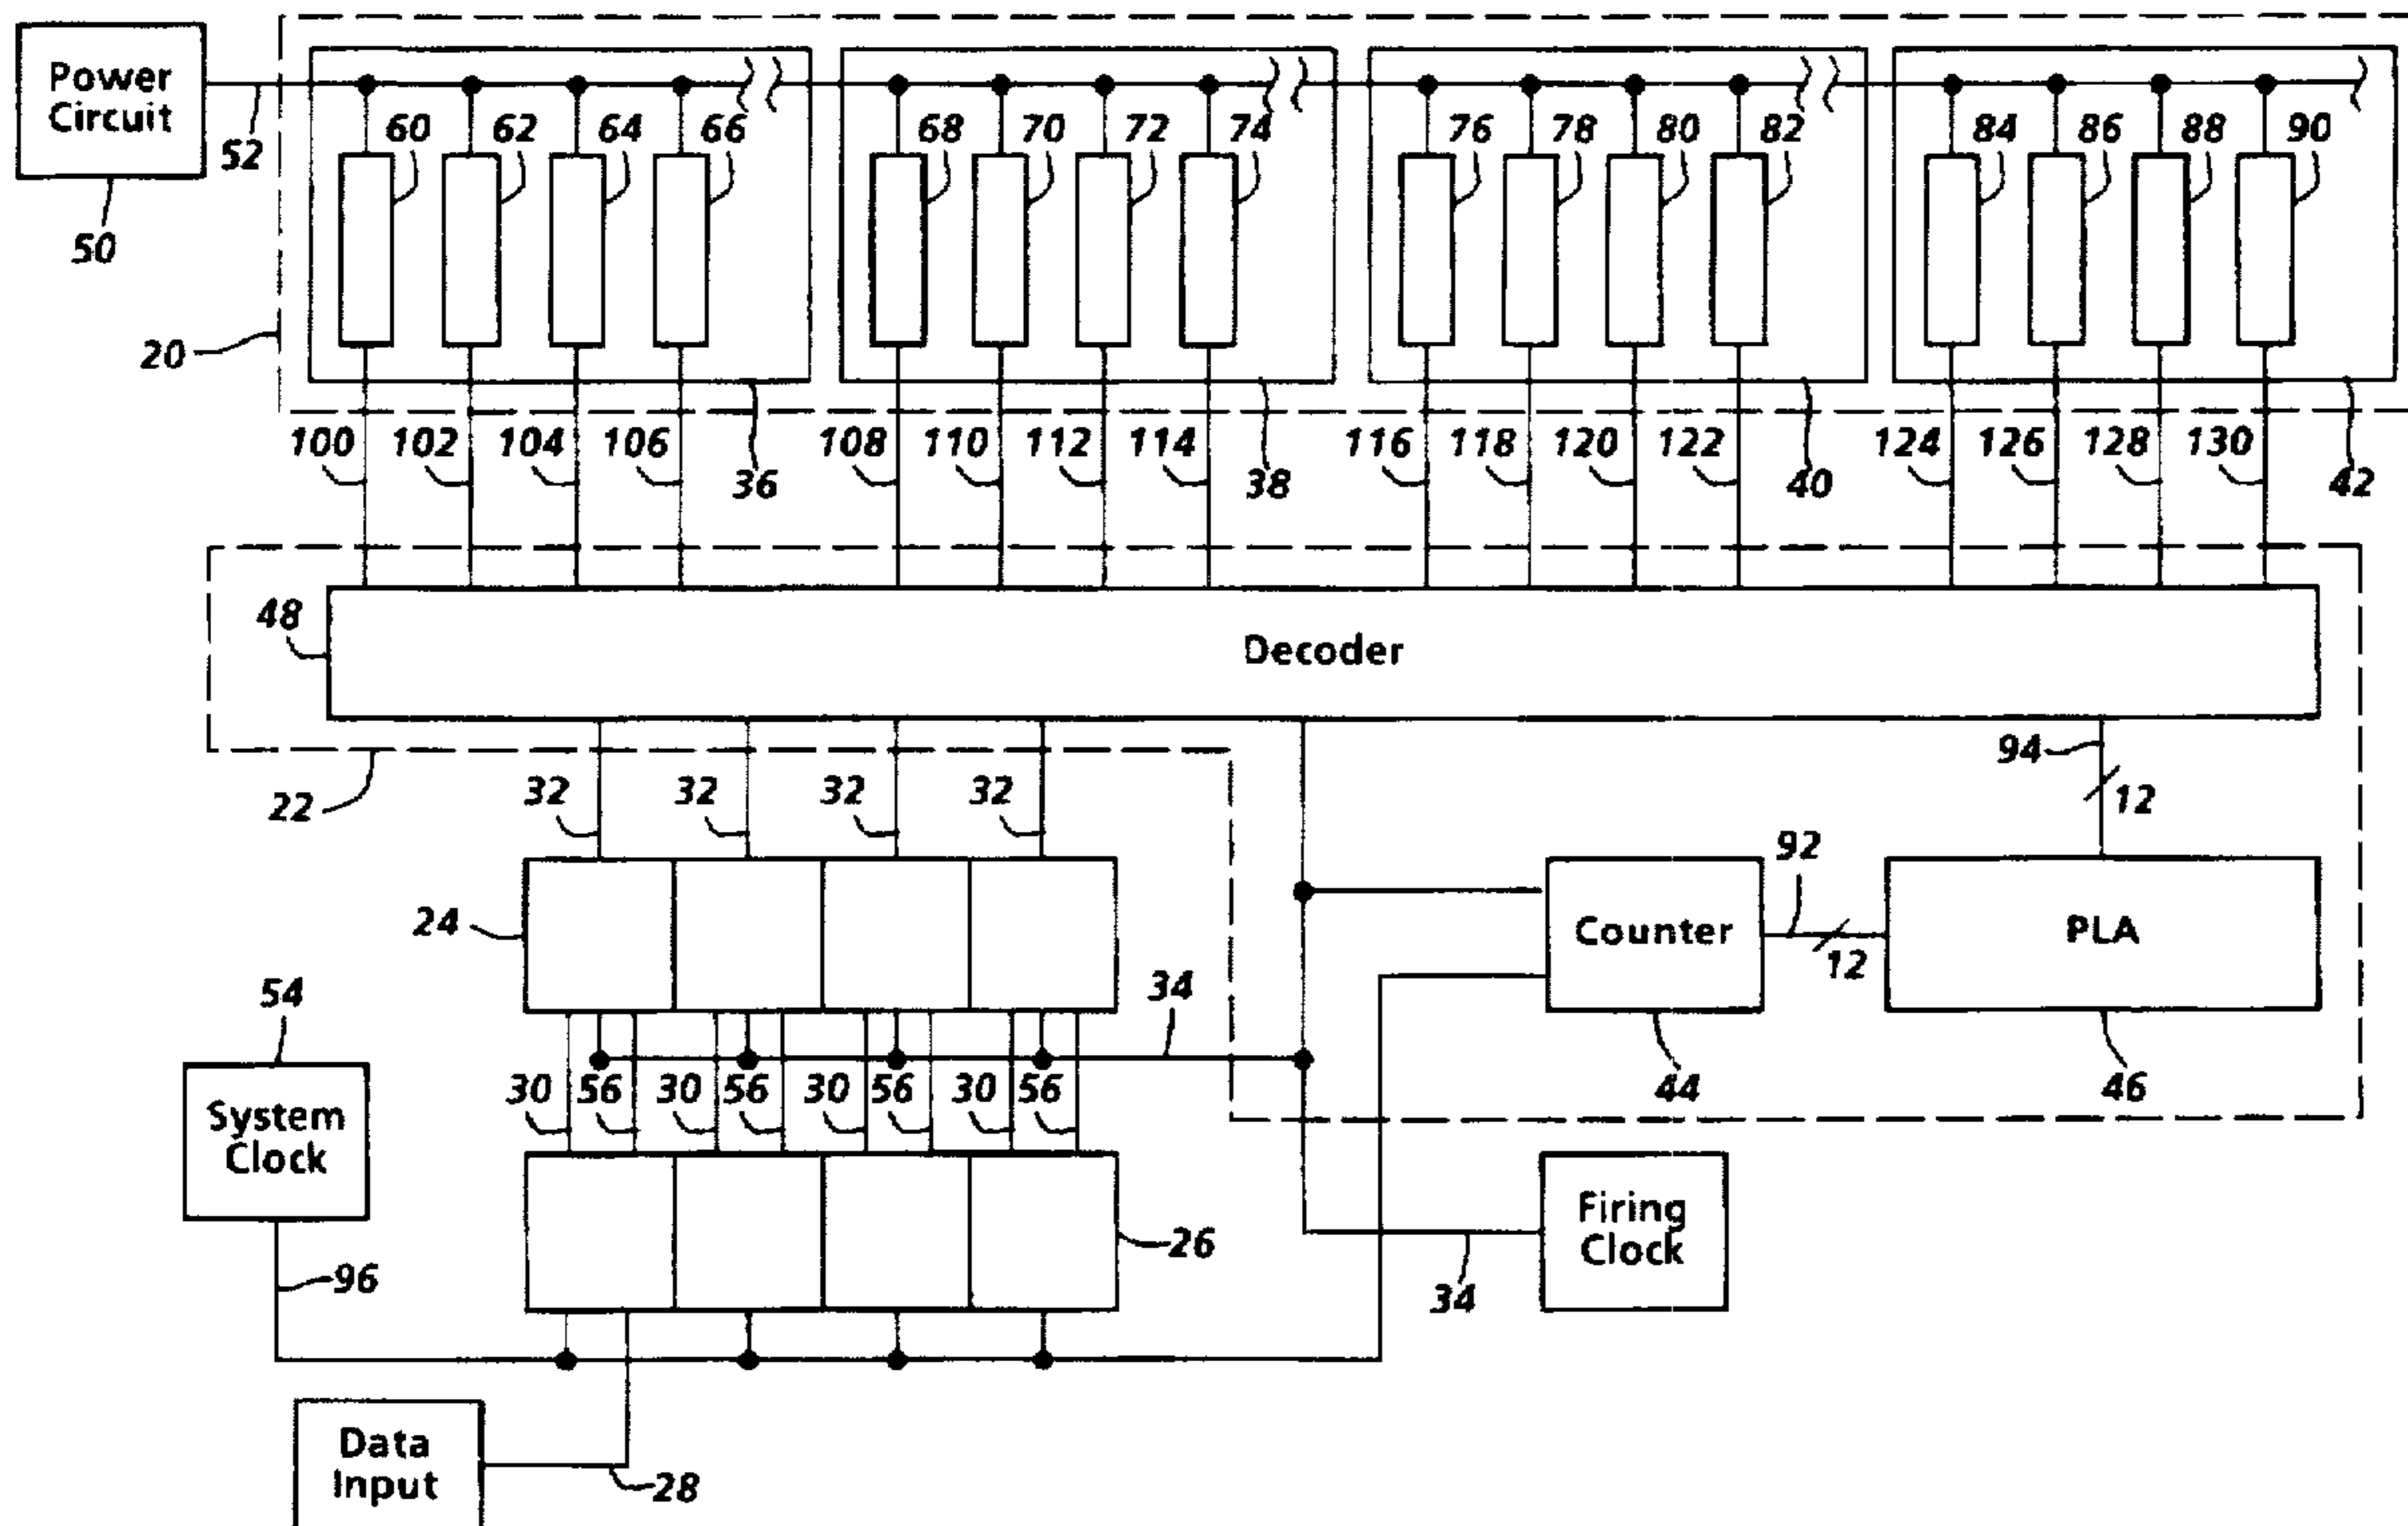 Power
Circuit
52
50
20
60 62 64 66 68 70 72 74 76 78 80 82 84 86 88 90
100 102 104 106 108 110 112 114 116 118 120 122 124 126 128 130
36 38 40 42
48
Decoder
22
32 32 32 32
94
12
24
92
Counter
12
PLA
54
34
System
Clock
30 56 30 56 30 56 30 56
44
46
96
26
Firing
Clock
34
Data
Input
28